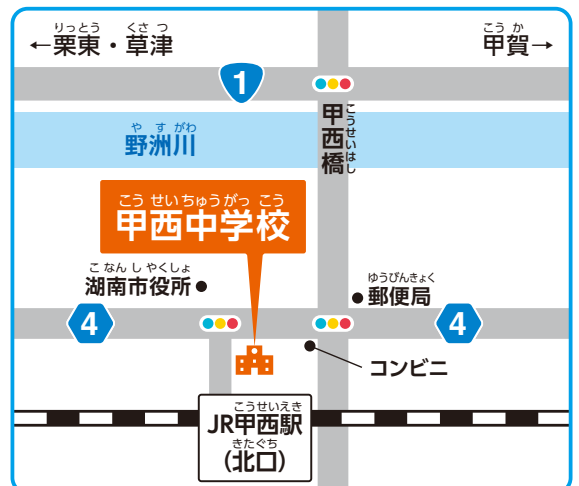 りっとう くさつ
←栗東・草津
こうか
甲賀→
1
やすがわ
野洲川
こうせいはし
甲西橋
こうせいちゅうがっこう
甲西中学校
こなんしやくしょ
湖南市役所
ゆうびんきょく
郵便局
4
4
コンビニ
こうせいえき
JR甲西駅
きたぐち
(北口)